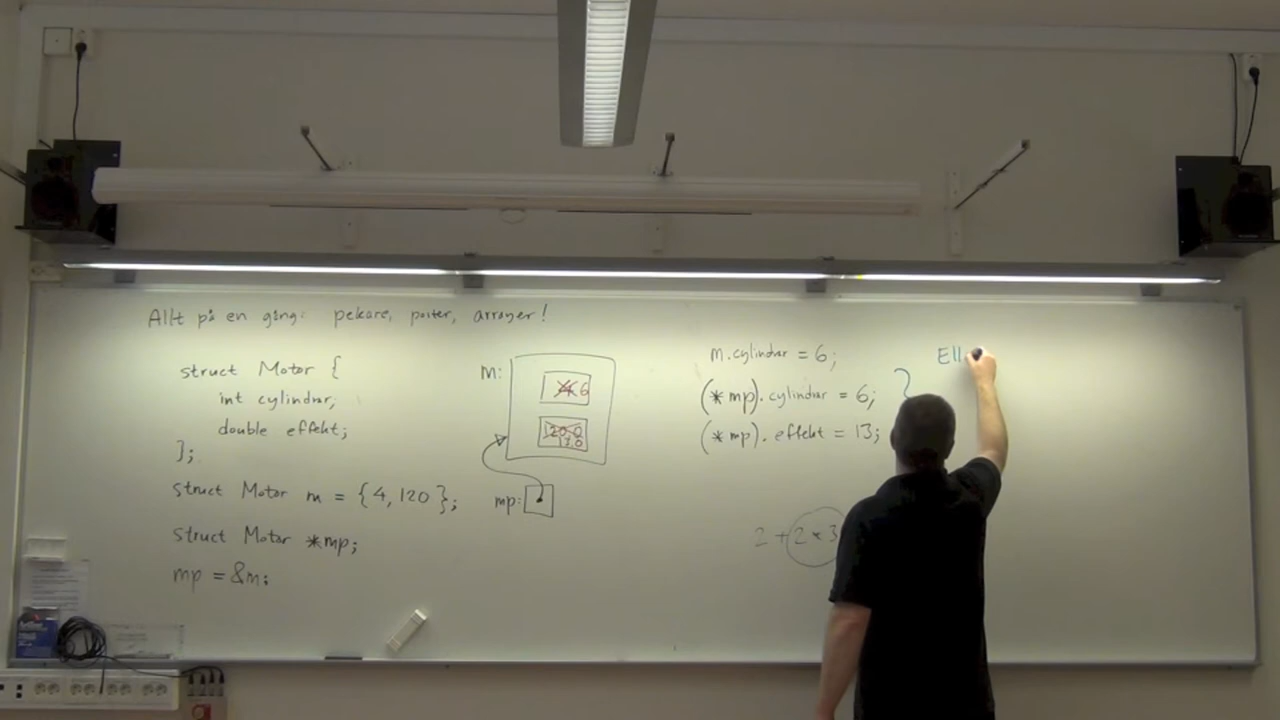 Allt på en gång: pekare, poster, arrayer!
struct Motor {
int cylindrar;
double effekt;
};
struct Motor m = {4, 120};
struct Motor *mp;
mp = &m;
m:
4 6
120.0
13.0
mp:
m.cylindrar = 6;
(*mp).cylindrar = 6;
(*mp).effekt = 13;
2 + 2 * 3
Ell